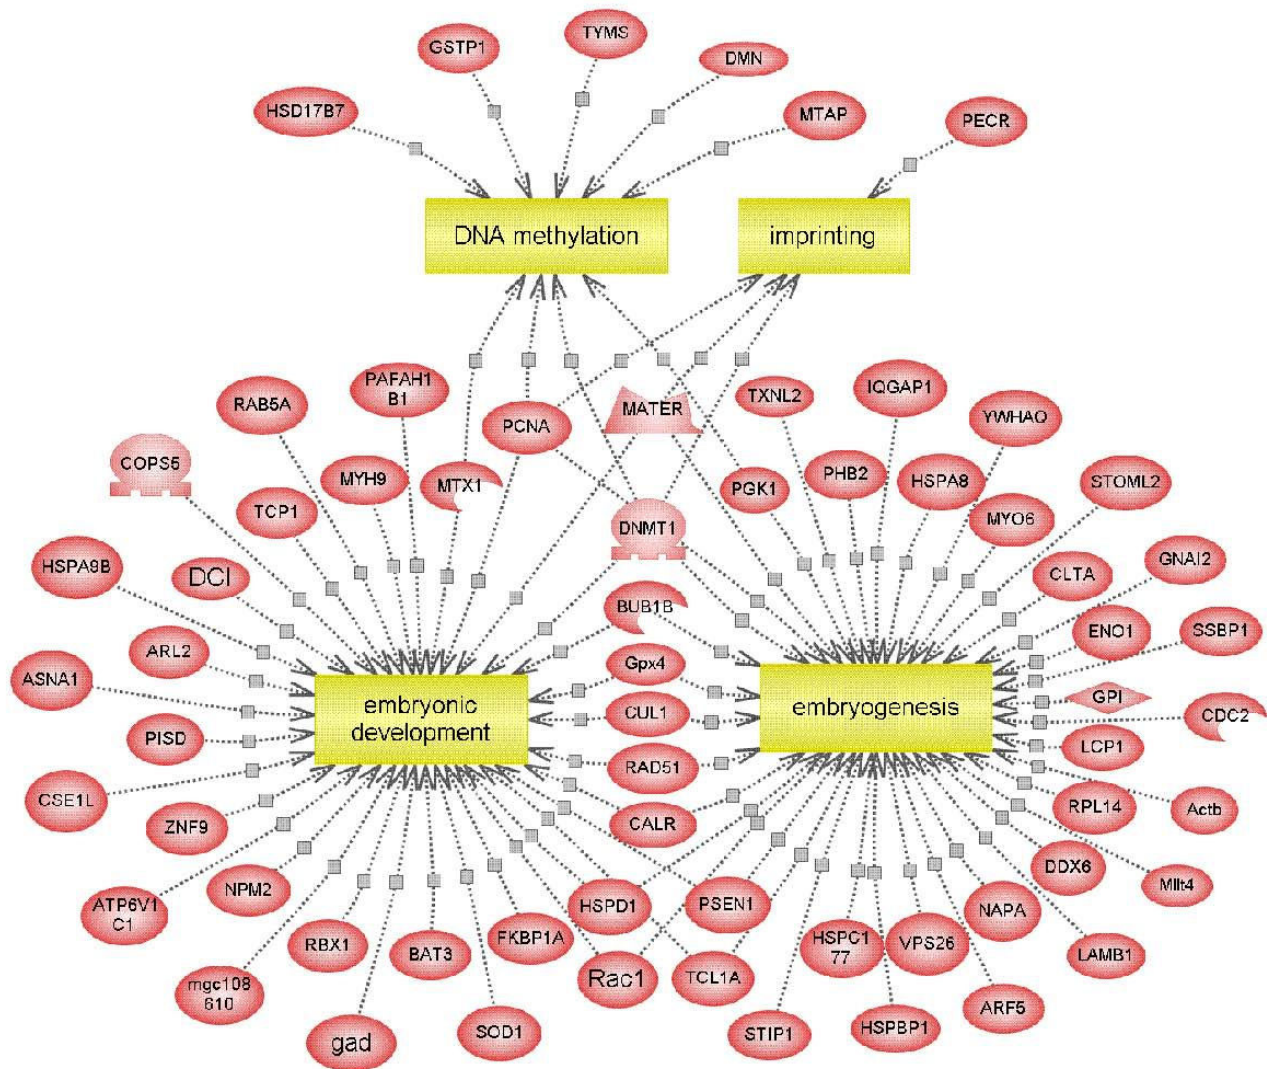 TYMS
GSTP1
DMN
HSD17B7
MTAP
PECR
DNA methylation
imprinting
PAFAH1
B1
RAB5A
TXNL2
IQGAP1
MATER
YWHAQ
PCNA
COPS5
MYH9
MTX1
PHB2
HSPA8
STOML2
PGK1
TCP1
MYO6
DNMT1
GNAI2
HSPA9B
DCI
CLTA
BUB1B
ENO1
SSBP1
ARL2
Gpx4
ASNA1
GPI
embryonic
development
embryogenesis
CUL1
CDC2
PISD
LCP1
RAD51
CSE1L
RPL14
Actb
ZNF9
CALR
DDX6
Mllt4
NPM2
ATP6V1
C1
HSPD1
PSEN1
NAPA
RBX1
BAT3
FKBP1A
HSPC1
77
VPS26
LAMB1
mgc108
610
Rac1
TCL1A
ARF5
gad
SOD1
STIP1
HSPBP1